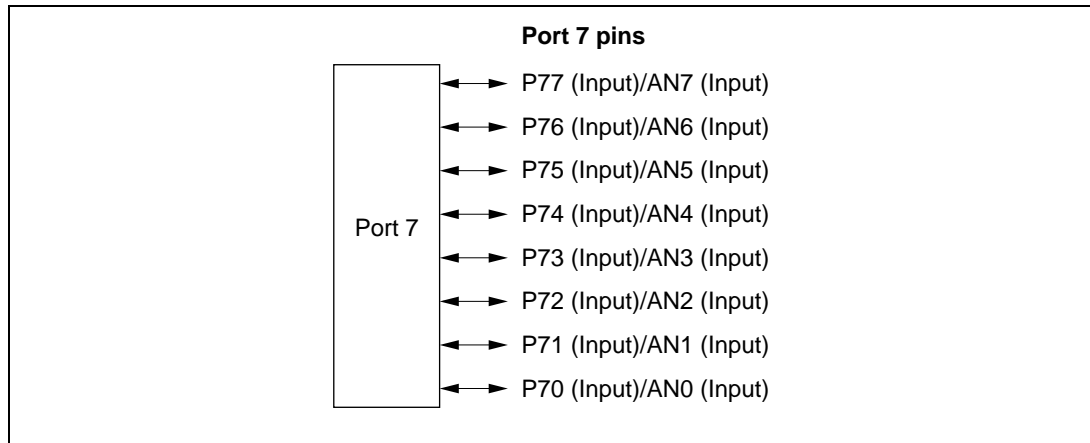 Port 7 pins
P77 (Input)/AN7 (Input)
P76 (Input)/AN6 (Input)
P75 (Input)/AN5 (Input)
P74 (Input)/AN4 (Input)
Port 7
P73 (Input)/AN3 (Input)
P72 (Input)/AN2 (Input)
P71 (Input)/AN1 (Input)
P70 (Input)/AN0 (Input)